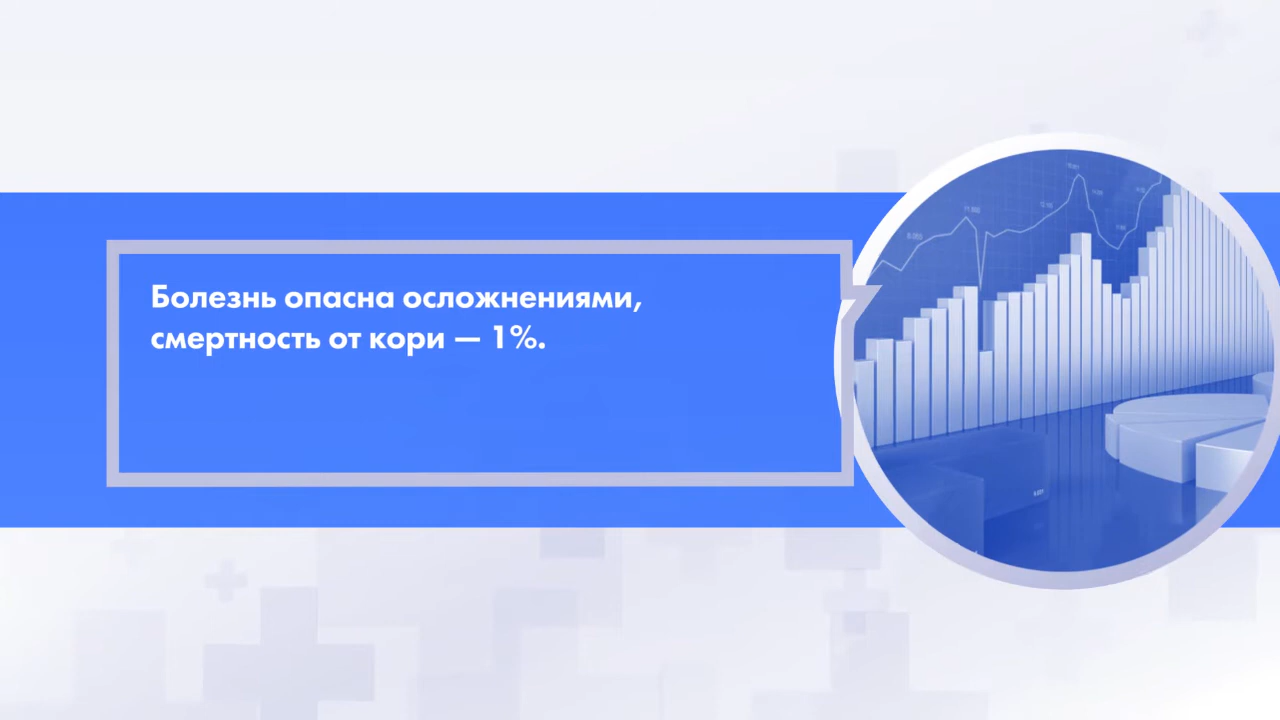 Болезнь опасна осложнениями,
смертность от кори — 1%.